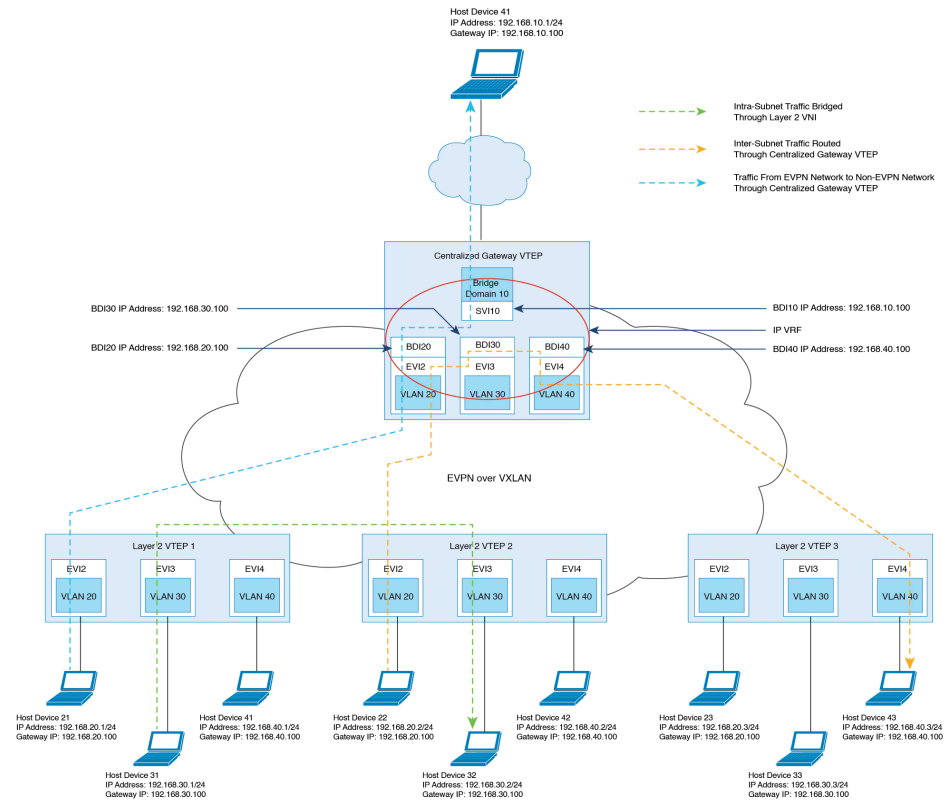 Host Device 41
IP Address: 192.168.10.1/24
Gateway IP: 192.168.10.100
Intra-Subnet Traffic Bridged
Through Layer 2 VNI
Inter-Subnet Traffic Routed
Through Centralized Gateway VTEP
Traffic From EVPN Network to Non-EVPN Network
Through Centralized Gateway VTEP
Centralized Gateway VTEP
Bridge
Domain 10
SVI10
BDI30 IP Address: 192.168.30.100
BDI10 IP Address: 192.168.10.100
IP VRF
BDI20 IP Address: 192.168.20.100
BDI40 IP Address: 192.168.40.100
BDI20
EVI2
VLAN 20
BDI30
EVI3
VLAN 30
BDI40
EVI4
VLAN 40
EVPN over VXLAN
Layer 2 VTEP 1
EVI2
VLAN 20
EVI3
VLAN 30
EVI4
VLAN 40
Layer 2 VTEP 2
EVI2
VLAN 20
EVI3
VLAN 30
EVI4
VLAN 40
Layer 2 VTEP 3
EVI2
VLAN 20
EVI3
VLAN 30
EVI4
VLAN 40
Host Device 21
IP Address: 192.168.20.1/24
Gateway IP: 192.168.20.100
Host Device 41
IP Address: 192.168.40.1/24
Gateway IP: 192.168.40.100
Host Device 22
IP Address: 192.168.20.2/24
Gateway IP: 192.168.20.100
Host Device 42
IP Address: 192.168.40.2/24
Gateway IP: 192.168.40.100
Host Device 23
IP Address: 192.168.20.3/24
Gateway IP: 192.168.20.100
Host Device 43
IP Address: 192.168.40.3/24
Gateway IP: 192.168.40.100
Host Device 31
IP Address: 192.168.30.1/24
Gateway IP: 192.168.30.100
Host Device 32
IP Address: 192.168.30.2/24
Gateway IP: 192.168.30.100
Host Device 33
IP Address: 192.168.30.3/24
Gateway IP: 192.168.30.100